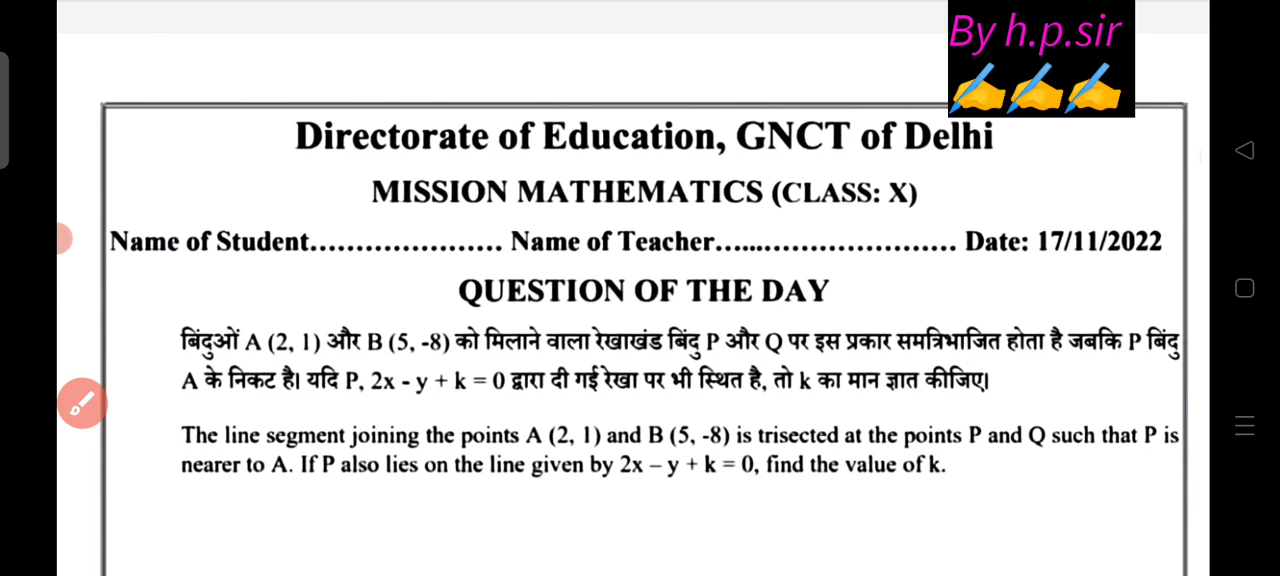 By h.p.sir
✍✍✍
Directorate of Education, GNCT of Delhi
MISSION MATHEMATICS (CLASS: X)
Name of Student..................... Name of Teacher.......................... Date: 17/11/2022
QUESTION OF THE DAY
बिंदुओं A (2, 1) और B (5, -8) को मिलाने वाला रेखाखंड बिंदु P और Q पर इस प्रकार समत्रिभाजित होता है जबकि P बिंदु
A के निकट है। यदि P, 2x - y + k = 0 द्वारा दी गई रेखा पर भी स्थित है, तो k का मान ज्ञात कीजिए।
The line segment joining the points A (2, 1) and B (5, -8) is trisected at the points P and Q such that P is
nearer to A. If P also lies on the line given by 2x – y + k = 0, find the value of k.